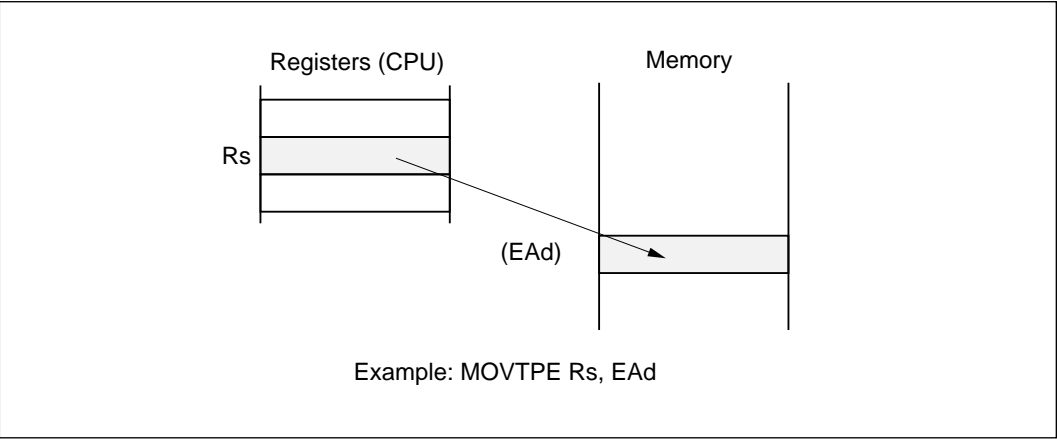 Registers (CPU)
Memory
Rs
(EAd)
Example: MOVTPE Rs, EAd